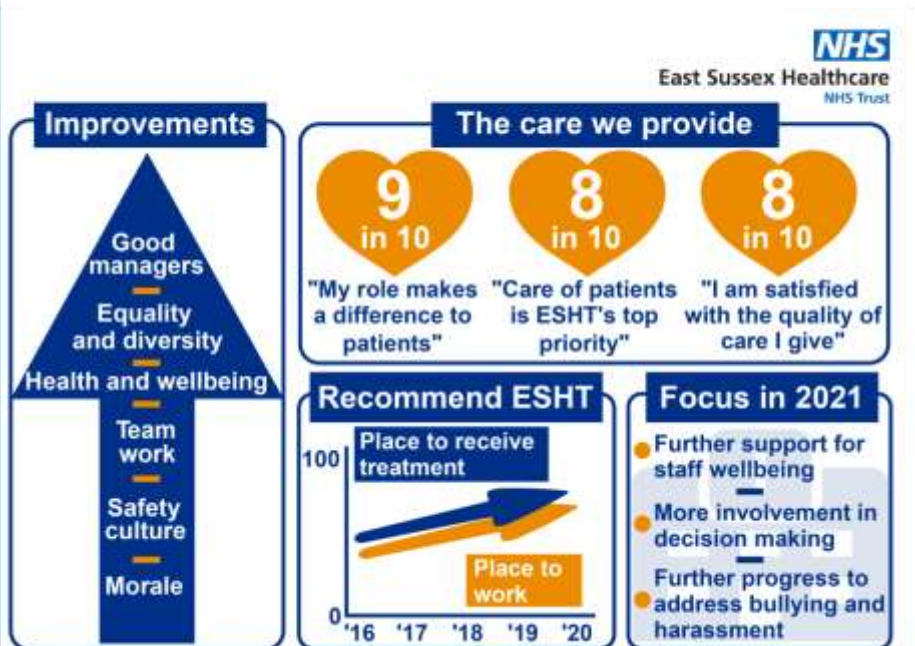 NHS
East Sussex Healthcare
NHS Trust
Improvements
Good
managers
Equality
and diversity
Health and wellbeing
Team
work
Safety
culture
Morale
The care we provide
9
in 10
"My role makes
a difference to
patients"
8
in 10
"Care of patients
is ESHT's top
priority"
8
in 10
"I am satisfied
with the quality of
care I give"
Recommend ESHT
100
Place to receive
treatment
Place to
work
0
'16 '17 '18 '19 '20
Focus in 2021
Further support for
staff wellbeing
More involvement in
decision making
Further progress to
address bullying and
harassment